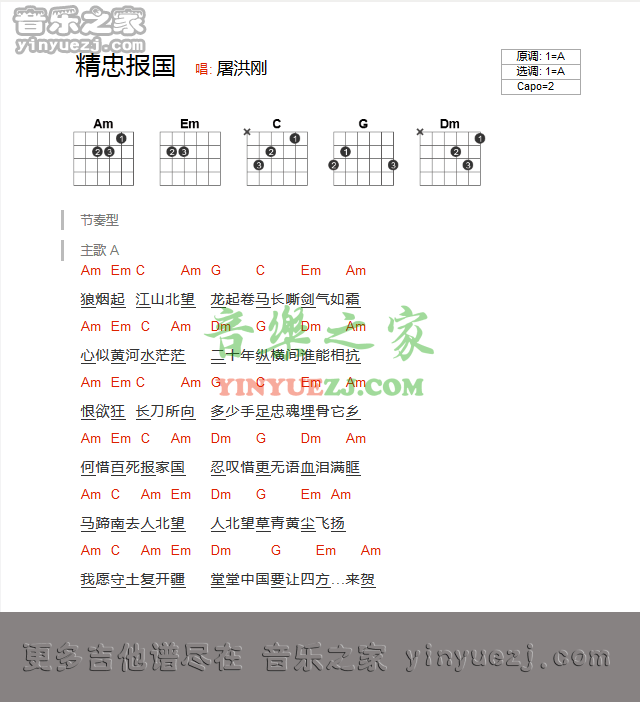 音乐之家
yinyuezj.com
精忠报国 唱: 屠洪刚
原调: 1=A
选调: 1=A
Capo=2
Am Em C G Dm
节奏型
主歌 A
Am Em C Am G C Em Am
狼烟起 江山北望 龙起卷马长嘶剑气如霜
Am Em C Am Dm G Dm Am
心似黄河水茫茫 二十年纵横间谁能相抗
Am Em C Am G C Em Am
恨欲狂 长刀所向 多少手足忠魂埋骨它乡
Am C Am Em Dm G Dm Em
何惜百死报家国 忍叹惜更无语血泪满眶
Am C Am Em Dm G Em Am
马蹄南去人北望 人北望草青黄尘飞扬
Am C Am Em Dm G Em Am
我愿守土复开疆 堂堂中国要让四方…来贺
音樂之家
YINYUEZJ.COM
更多吉他谱尽在 音乐之家 yinyuezj.com